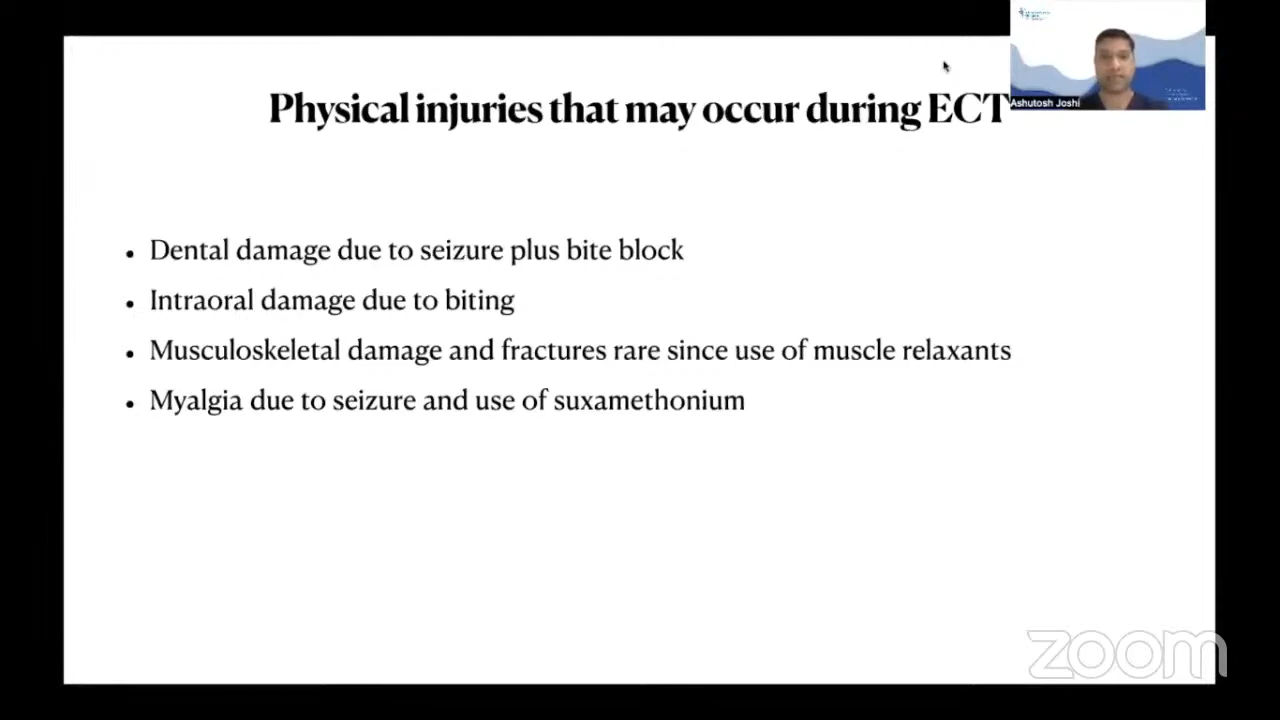 Physical injuries that may occur during ECT
Ashutosh Joshi
• Dental damage due to seizure plus bite block
• Intraoral damage due to biting
• Musculoskeletal damage and fractures rare since use of muscle relaxants
• Myalgia due to seizure and use of suxamethonium
zoom